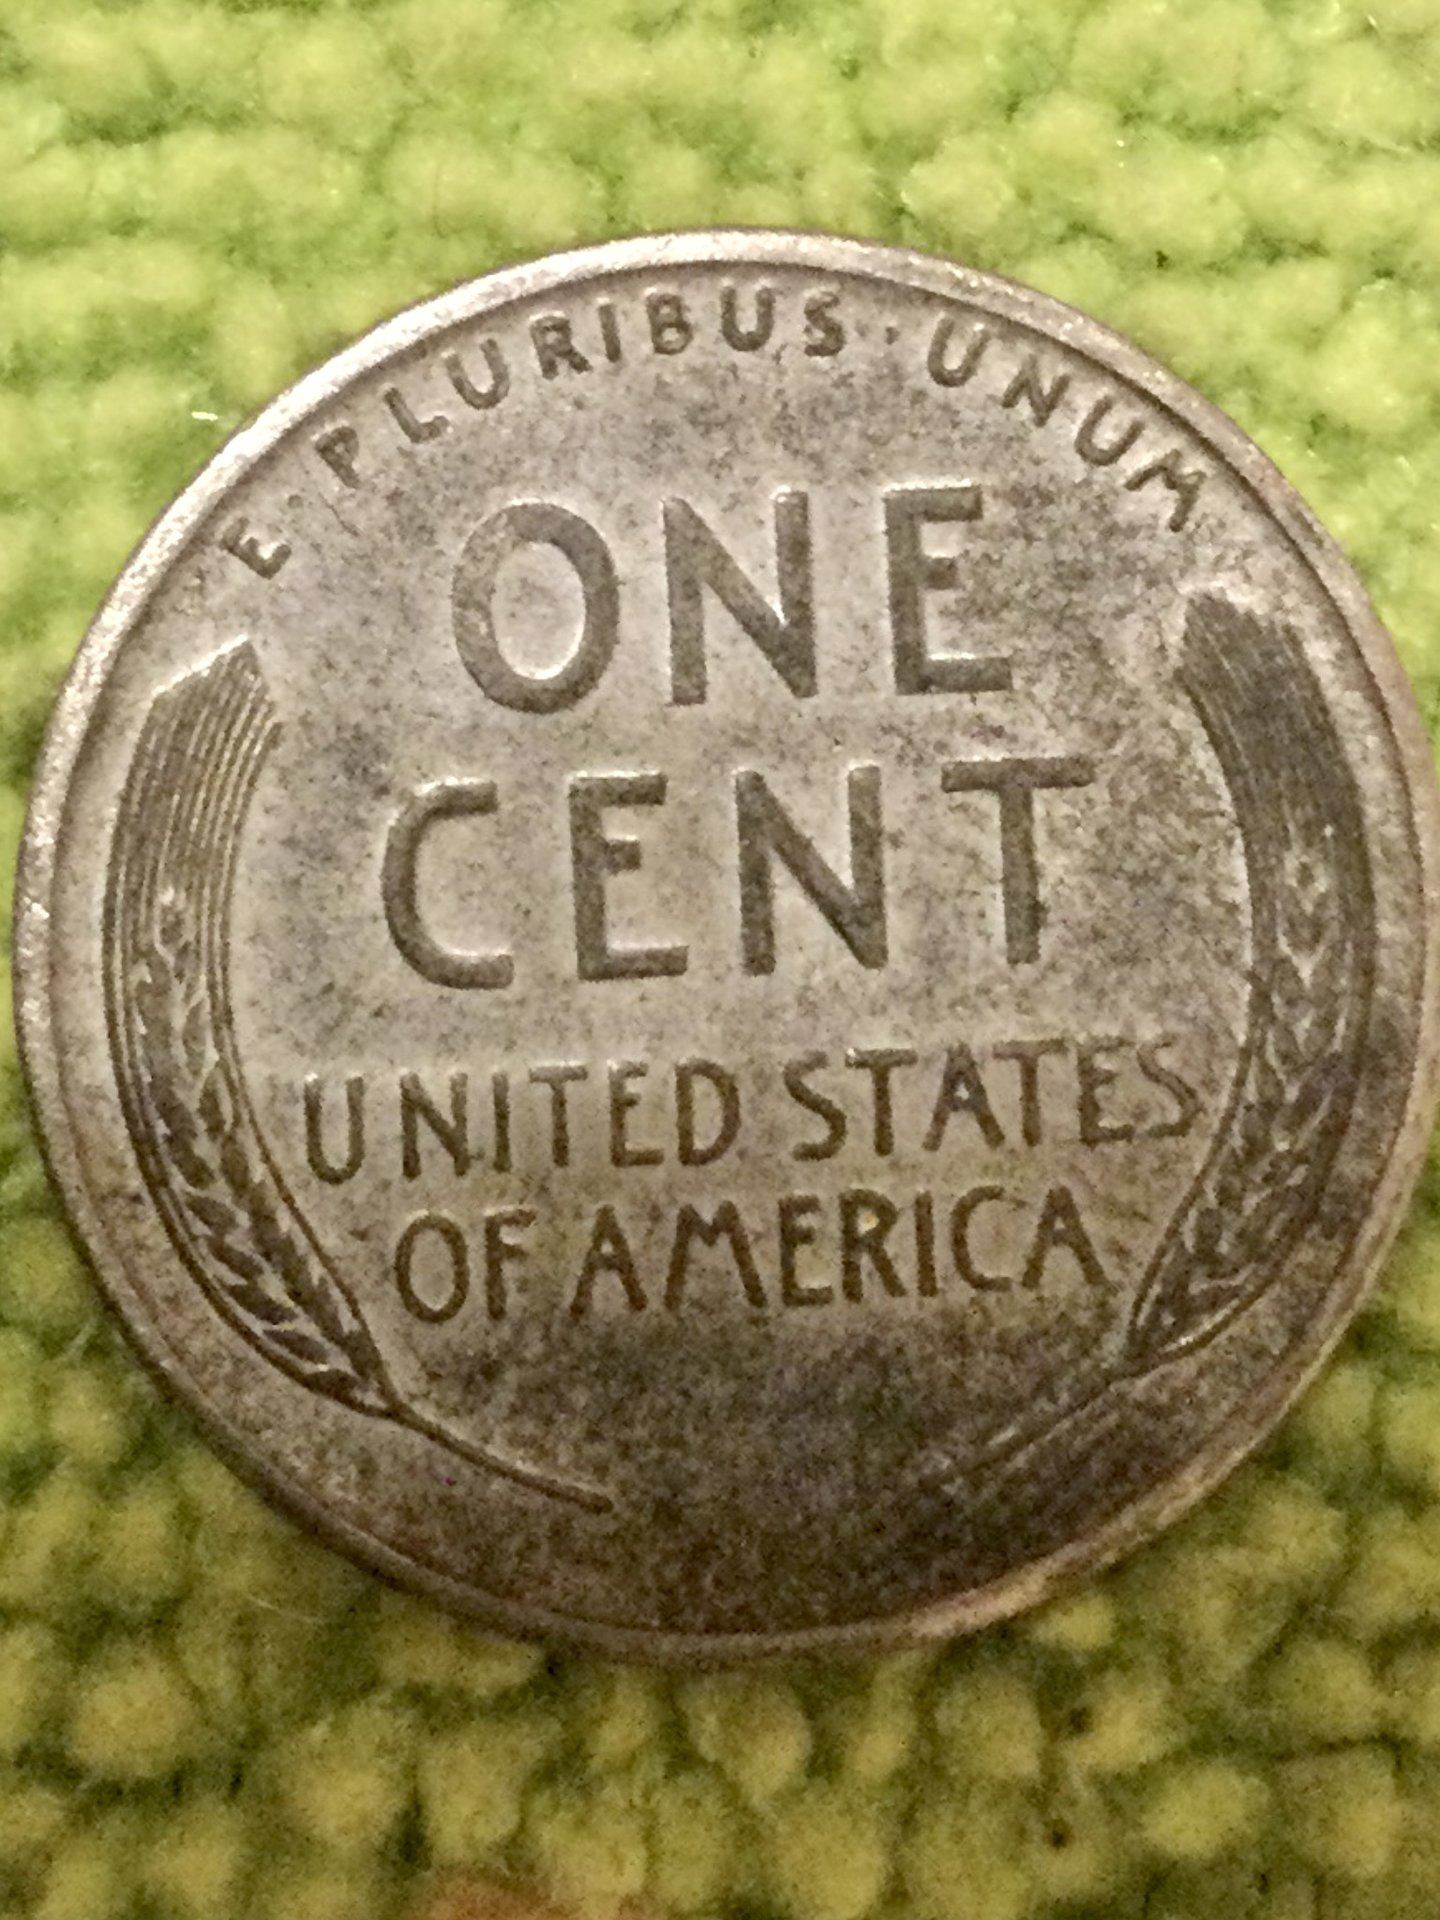 E · PLURIBUS · UNUM
ONE
CENT
UNITED STATES
OF AMERICA